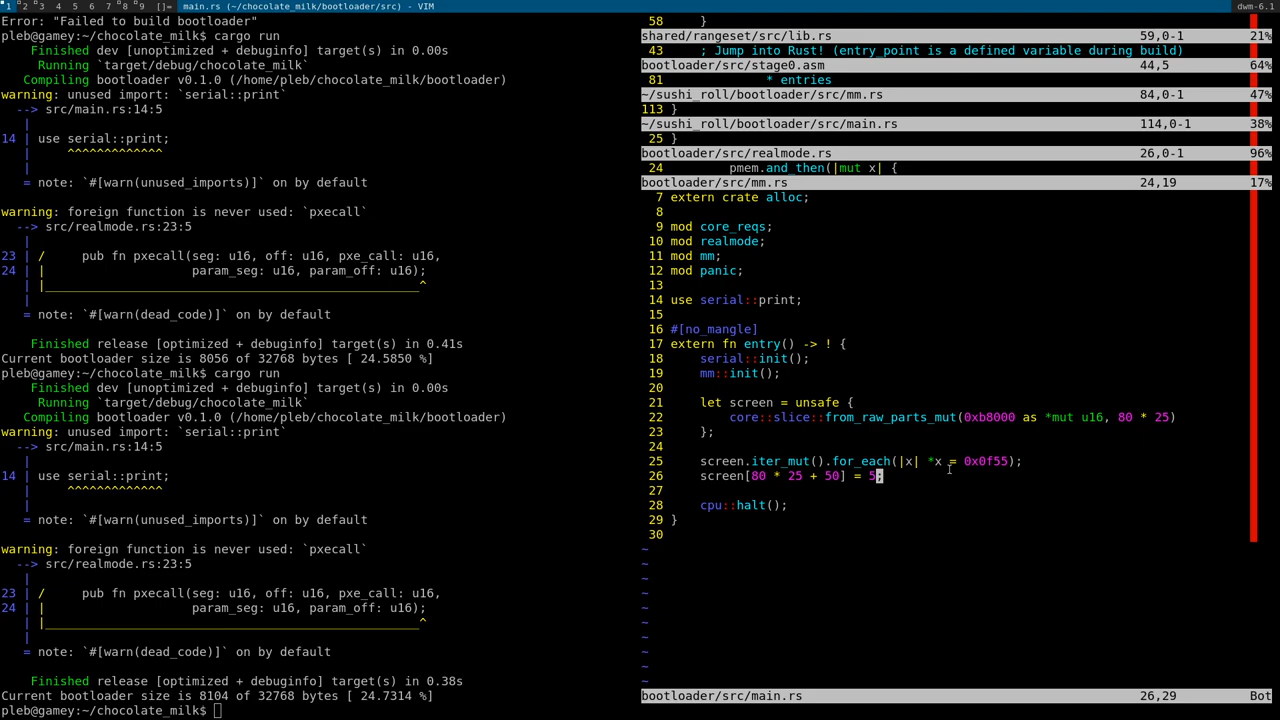 1 2 3 4 5 6 7 8 9 []= main.rs (~/chocolate_milk/bootloader/src) - VIM dwm-6.1
Error: "Failed to build bootloader"
pleb@gamey:~/chocolate_milk$ cargo run
    Finished dev [unoptimized + debuginfo] target(s) in 0.00s
     Running `target/debug/chocolate_milk`
   Compiling bootloader v0.1.0 (/home/pleb/chocolate_milk/bootloader)
warning: unused import: `serial::print`
  --> src/main.rs:14:5
   |
14 | use serial::print;
   |     ^^^^^^^^^^^^^
   |
   = note: `#[warn(unused_imports)]` on by default
warning: foreign function is never used: `pxecall`
  --> src/realmode.rs:23:5
   |
23 | /     pub fn pxecall(seg: u16, off: u16, pxe_call: u16,
24 | |                    param_seg: u16, param_off: u16);
   | |____________________________________________________^
   |
   = note: `#[warn(dead_code)]` on by default
    Finished release [optimized + debuginfo] target(s) in 0.41s
Current bootloader size is 8056 of 32768 bytes [ 24.5850 %]
pleb@gamey:~/chocolate_milk$ cargo run
    Finished dev [unoptimized + debuginfo] target(s) in 0.00s
     Running `target/debug/chocolate_milk`
   Compiling bootloader v0.1.0 (/home/pleb/chocolate_milk/bootloader)
warning: unused import: `serial::print`
  --> src/main.rs:14:5
   |
14 | use serial::print;
   |     ^^^^^^^^^^^^^
   |
   = note: `#[warn(unused_imports)]` on by default
warning: foreign function is never used: `pxecall`
  --> src/realmode.rs:23:5
   |
23 | /     pub fn pxecall(seg: u16, off: u16, pxe_call: u16,
24 | |                    param_seg: u16, param_off: u16);
   | |____________________________________________________^
   |
   = note: `#[warn(dead_code)]` on by default
    Finished release [optimized + debuginfo] target(s) in 0.38s
Current bootloader size is 8104 of 32768 bytes [ 24.7314 %]
pleb@gamey:~/chocolate_milk$
58     }
shared/rangeset/src/lib.rs 59,0-1 21%
43     ; Jump into Rust! (entry_point is a defined variable during build)
bootloader/src/stage0.asm 44,5 64%
81              * entries
~/sushi_roll/bootloader/src/mm.rs 84,0-1 47%
113 }
~/sushi_roll/bootloader/src/main.rs 114,0-1 38%
25 }
bootloader/src/realmode.rs 26,0-1 96%
24         pmem.and_then(|mut x| {
bootloader/src/mm.rs 24,19 17%
7 extern crate alloc;
8
9 mod core_reqs;
10 mod realmode;
11 mod mm;
12 mod panic;
13
14 use serial::print;
15
16 #[no_mangle]
17 extern fn entry() -> ! {
18     serial::init();
19     mm::init();
20
21     let screen = unsafe {
22         core::slice::from_raw_parts_mut(0xb8000 as *mut u16, 80 * 25)
23     };
24
25     screen.iter_mut().for_each(|x| *x = 0x0f55);
26     screen[80 * 25 + 50] = 5;
27
28     cpu::halt();
29 }
30
~
~
~
~
~
~
~
~
~
~
bootloader/src/main.rs 26,29 Bot